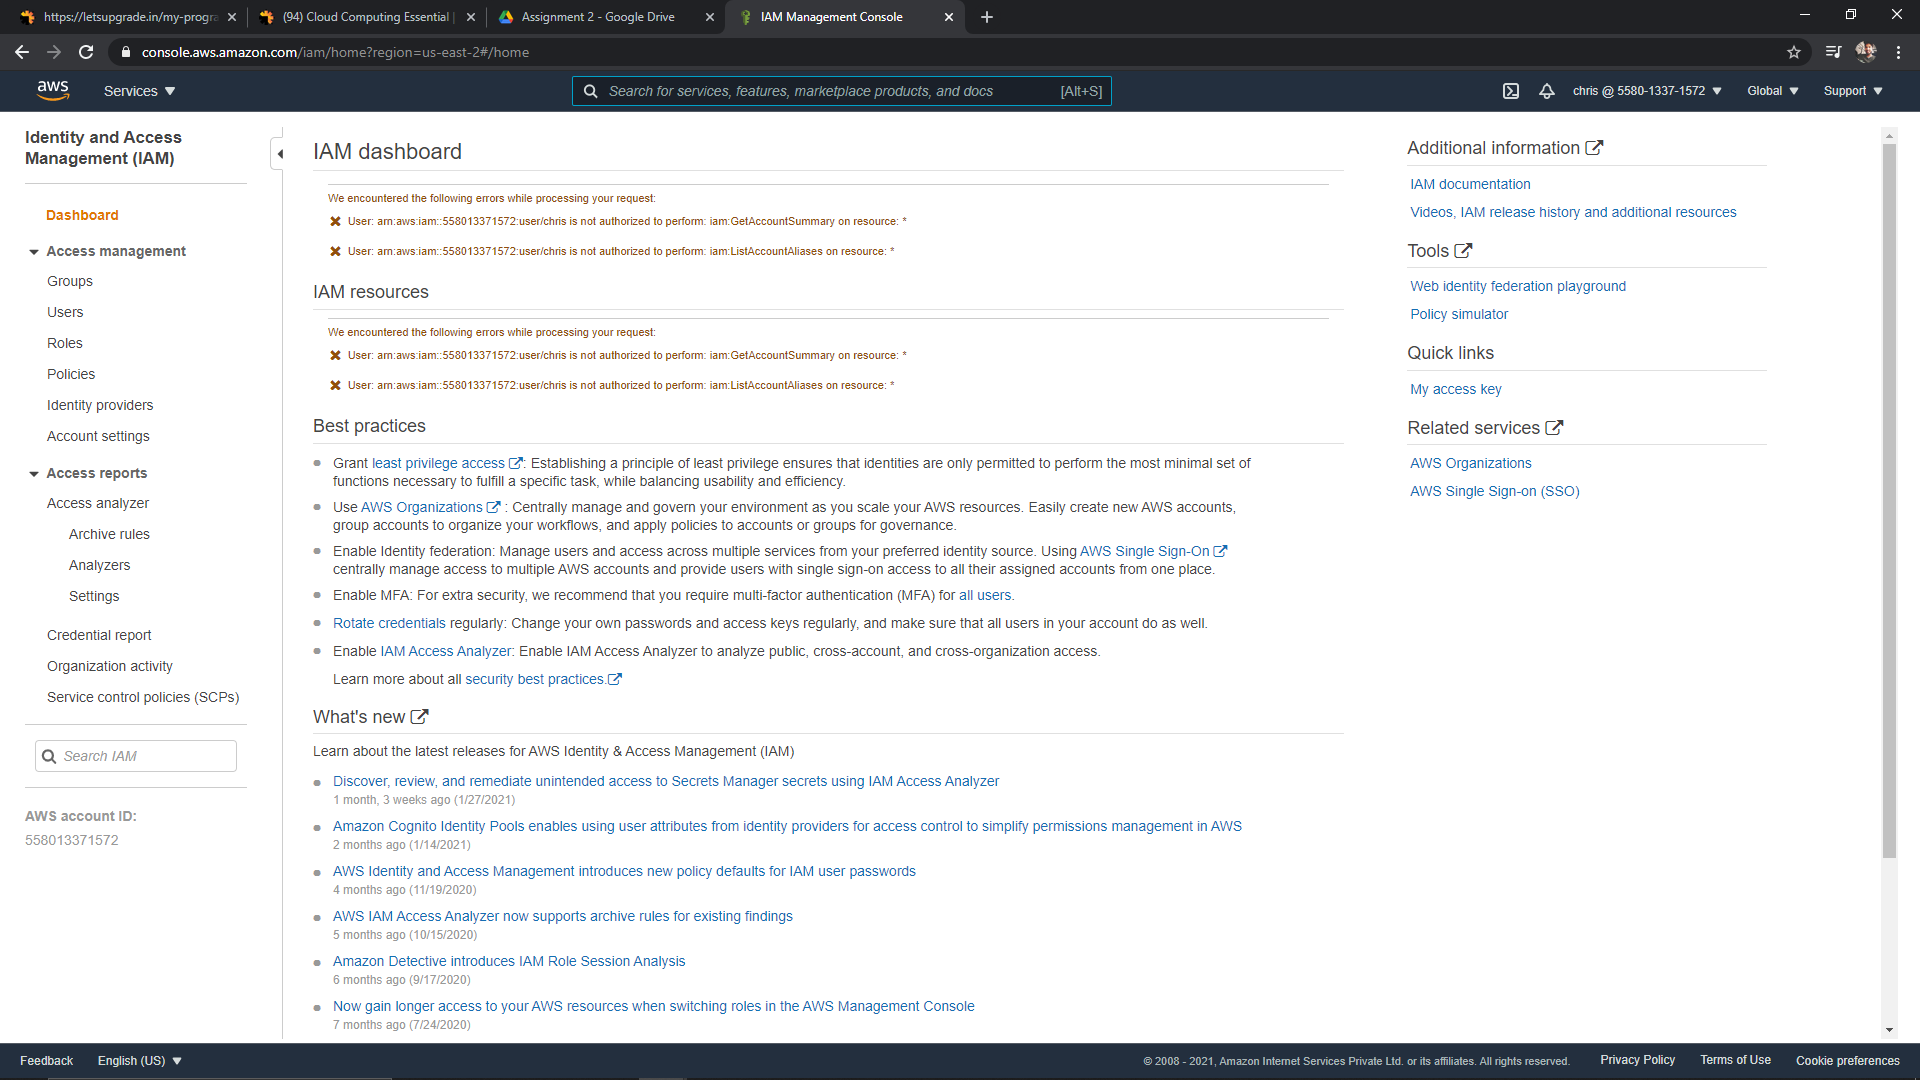 https://letsupgrade.in/my-progra
(94) Cloud Computing Essential |
Assignment 2 - Google Drive
IAM Management Console
console.aws.amazon.com/iam/home?region=us-east-2#/home
aws
Services
Search for services, features, marketplace products, and docs
[Alt+S]
chris @ 5580-1337-1572
Global
Support
Identity and Access
Management (IAM)
Dashboard
Access management
Groups
Users
Roles
Policies
Identity providers
Account settings
Access reports
Access analyzer
Archive rules
Analyzers
Settings
Credential report
Organization activity
Service control policies (SCPs)
Search IAM
AWS account ID:
558013371572
IAM dashboard
We encountered the following errors while processing your request:
User: arn:aws:iam::558013371572:user/chris is not authorized to perform: iam:GetAccountSummary on resource: *
User: arn:aws:iam::558013371572:user/chris is not authorized to perform: iam:ListAccountAliases on resource: *
IAM resources
We encountered the following errors while processing your request:
User: arn:aws:iam::558013371572:user/chris is not authorized to perform: iam:GetAccountSummary on resource: *
User: arn:aws:iam::558013371572:user/chris is not authorized to perform: iam:ListAccountAliases on resource: *
Best practices
Grant least privilege access : Establishing a principle of least privilege ensures that identities are only permitted to perform the most minimal set of
functions necessary to fulfill a specific task, while balancing usability and efficiency.
Use AWS Organizations : Centrally manage and govern your environment as you scale your AWS resources. Easily create new AWS accounts,
group accounts to organize your workflows, and apply policies to accounts or groups for governance.
Enable Identity federation: Manage users and access across multiple services from your preferred identity source. Using AWS Single Sign-On
centrally manage access to multiple AWS accounts and provide users with single sign-on access to all their assigned accounts from one place.
Enable MFA: For extra security, we recommend that you require multi-factor authentication (MFA) for all users.
Rotate credentials regularly: Change your own passwords and access keys regularly, and make sure that all users in your account do as well.
Enable IAM Access Analyzer: Enable IAM Access Analyzer to analyze public, cross-account, and cross-organization access.
Learn more about all security best practices.
What's new
Learn about the latest releases for AWS Identity & Access Management (IAM)
Discover, review, and remediate unintended access to Secrets Manager secrets using IAM Access Analyzer
1 month, 3 weeks ago (1/27/2021)
Amazon Cognito Identity Pools enables using user attributes from identity providers for access control to simplify permissions management in AWS
2 months ago (1/14/2021)
AWS Identity and Access Management introduces new policy defaults for IAM user passwords
4 months ago (11/19/2020)
AWS IAM Access Analyzer now supports archive rules for existing findings
5 months ago (10/15/2020)
Amazon Detective introduces IAM Role Session Analysis
6 months ago (9/17/2020)
Now gain longer access to your AWS resources when switching roles in the AWS Management Console
7 months ago (7/24/2020)
Additional information
IAM documentation
Videos, IAM release history and additional resources
Tools
Web identity federation playground
Policy simulator
Quick links
My access key
Related services
AWS Organizations
AWS Single Sign-on (SSO)
Feedback
English (US)
© 2008 - 2021, Amazon Internet Services Private Ltd. or its affiliates. All rights reserved.
Privacy Policy
Terms of Use
Cookie preferences